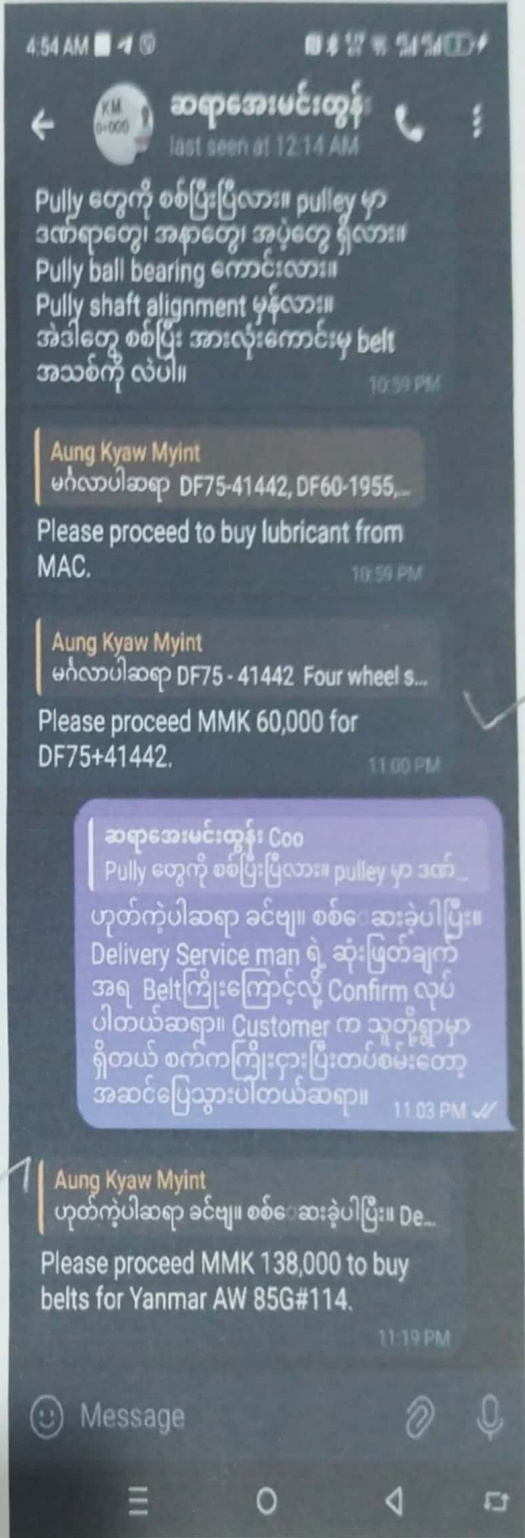 4:54 AM
KM
0+000
ဆရာအေးမင်းထွန်း
last seen at 12:14 AM
Pully တွေကို စစ်ပြီးပြီလား။ pulley မှာ
ဒဏ်ရာတွေ၊ အနာတွေ၊ အပွံတွေ ရှိလား။
Pully ball bearing ကောင်းလား။
Pully shaft alignment မှန်လား။
အဲဒါတွေ စစ်ပြီး အားလုံးကောင်းမှ belt
အသစ်ကို လဲပါ။
10:59 PM
Aung Kyaw Myint
မင်္ဂလာပါဆရာ DF75-41442, DF60-1955,...
Please proceed to buy lubricant from
MAC.
10:59 PM
Aung Kyaw Myint
မင်္ဂလာပါဆရာ DF75 - 41442 Four wheel s...
Please proceed MMK 60,000 for
DF75+41442.
11:00 PM
ဆရာအေးမင်းထွန်း Coo
Pully တွေကို စစ်ပြီးပြီလား။ pulley မှာ ဒဏ်...
ဟုတ်ကဲ့ပါဆရာ ခင်ဗျ။ စစ်ေဆးခဲ့ပါပြီး။
Delivery Service man ရဲ့ ဆုံးဖြတ်ချက်
အရ Beltကြိုးကြောင့်လို့ Confirm လုပ်
ပါတယ်ဆရာ။ Customer က သူတို့ရွာမှာ
ရှိတယ် စက်ကကြိုးငှားပြီးတပ်စမ်းတော့
အဆင်ပြေသွားပါတယ်ဆရာ။
11:03 PM
Aung Kyaw Myint
ဟုတ်ကဲ့ပါဆရာ ခင်ဗျ။ စစ်ေဆးခဲ့ပါပြီး။ De...
Please proceed MMK 138,000 to buy
belts for Yanmar AW 85G#114.
11:19 PM
Message